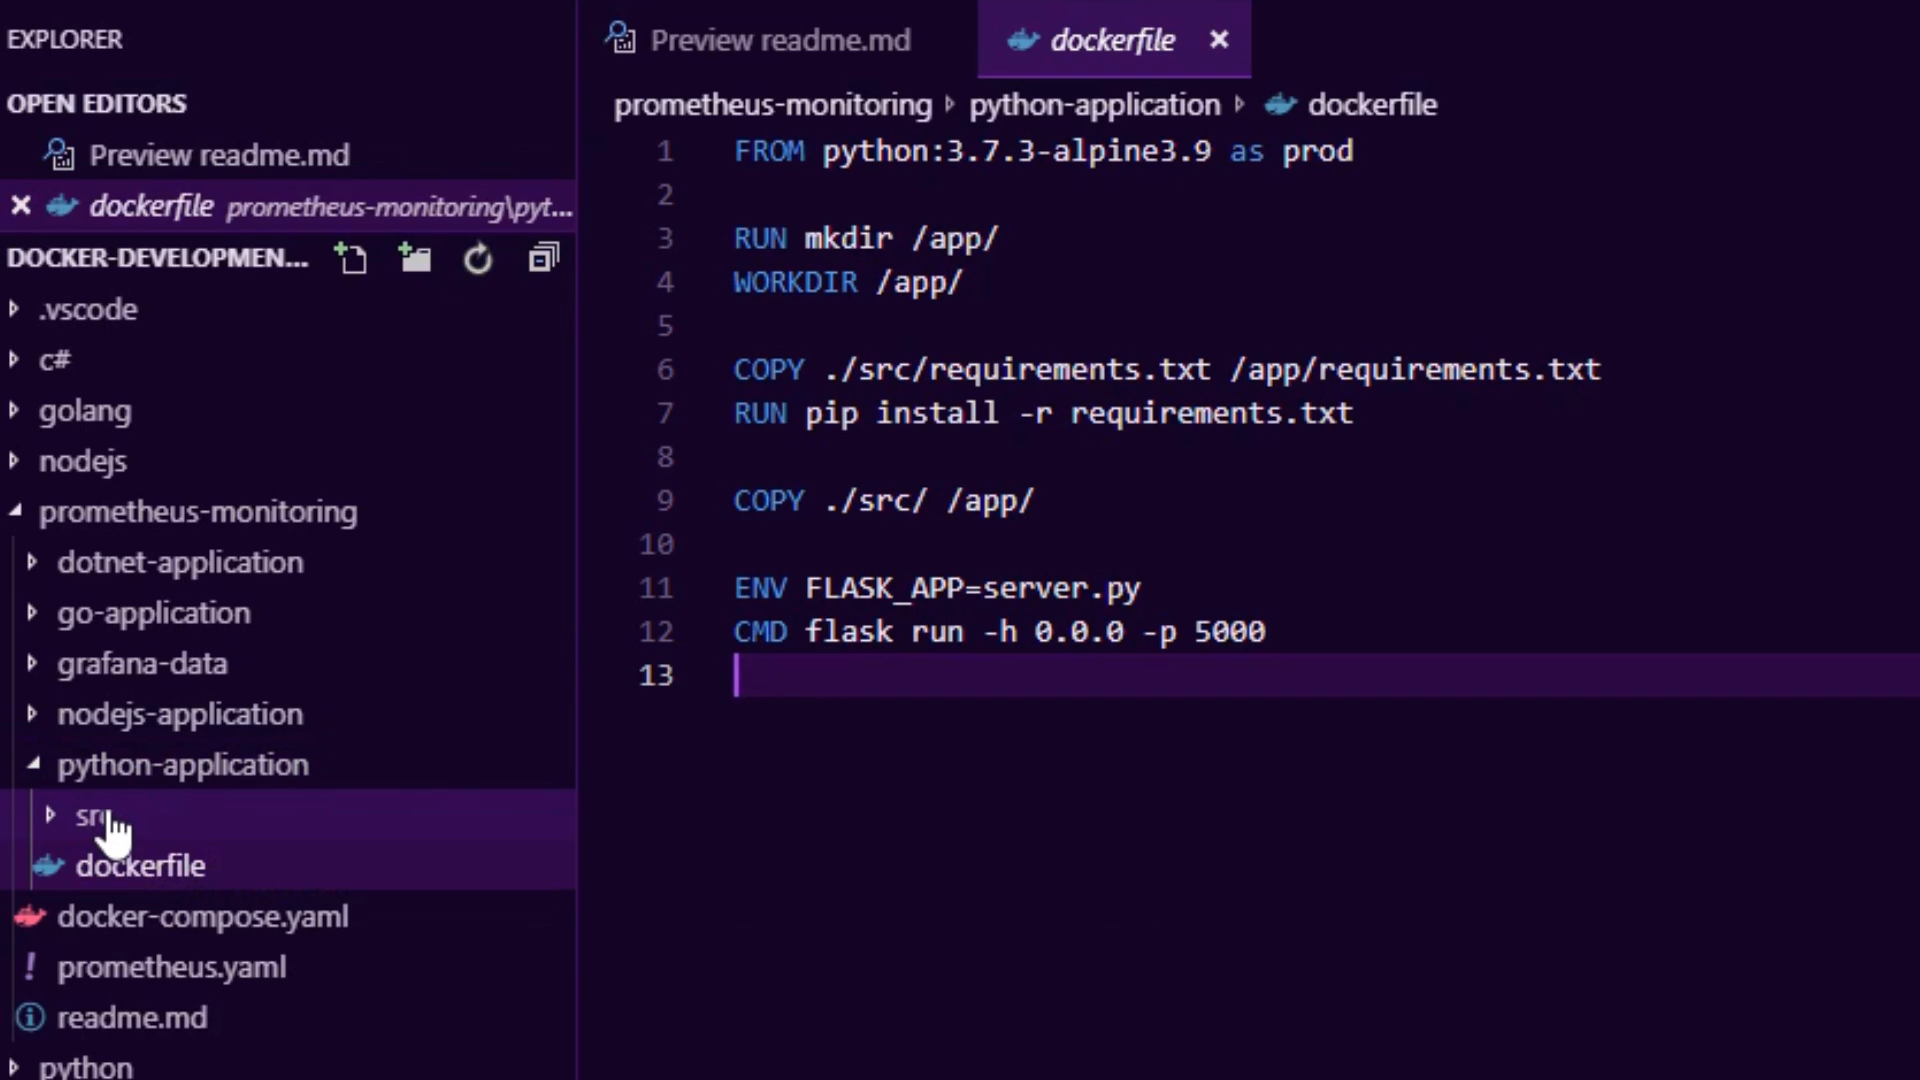 EXPLORER
OPEN EDITORS
Preview readme.md
dockerfile prometheus-monitoring\pyt...
DOCKER-DEVELOPMEN...
.vscode
c#
golang
nodejs
prometheus-monitoring
dotnet-application
go-application
grafana-data
nodejs-application
python-application
src
dockerfile
docker-compose.yaml
! prometheus.yaml
readme.md
python
Preview readme.md
dockerfile
prometheus-monitoring python-application dockerfile
1 FROM python:3.7.3-alpine3.9 as prod
2
3 RUN mkdir /app/
4 WORKDIR /app/
5
6 COPY ./src/requirements.txt /app/requirements.txt
7 RUN pip install -r requirements.txt
8
9 COPY ./src/ /app/
10
11 ENV FLASK_APP=server.py
12 CMD flask run -h 0.0.0 -p 5000
13